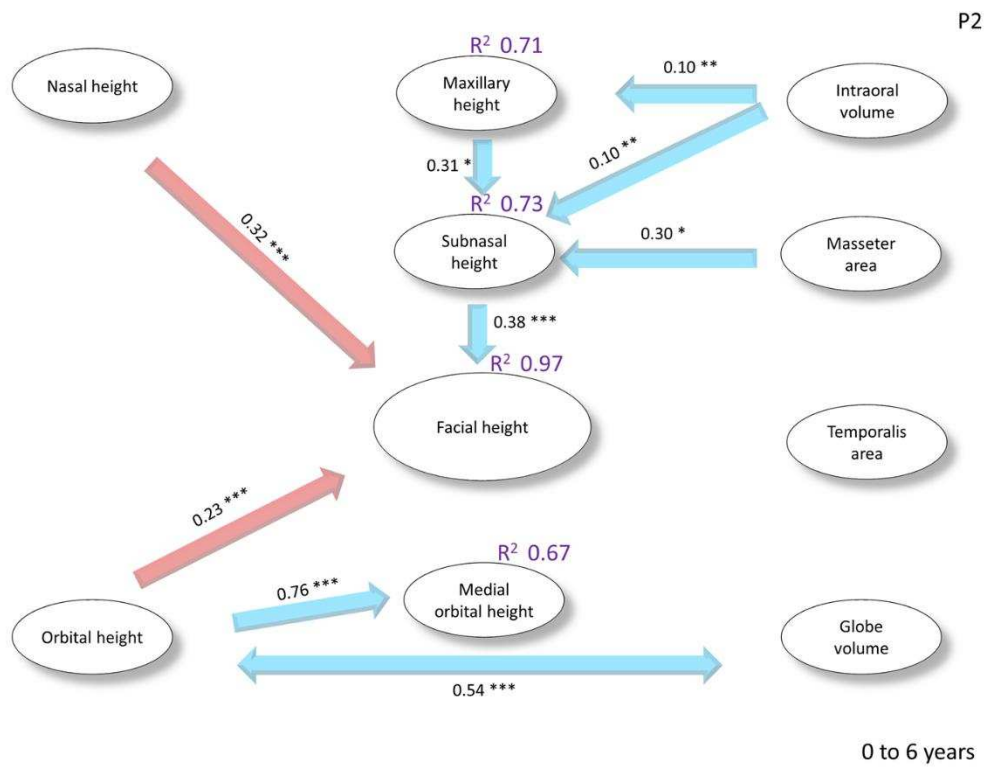 P2
R² 0.71
Nasal height
Maxillary
height
0.10 **
Intraoral
volume
0.31 *
0.10 **
R² 0.73
0.32 ***
Subnasal
height
0.30 *
Masseter
area
0.38 ***
R² 0.97
Facial height
Temporalis
area
0.23 ***
R² 0.67
0.76 ***
Medial
orbital height
Orbital height
Globe
volume
0.54 ***
0 to 6 years